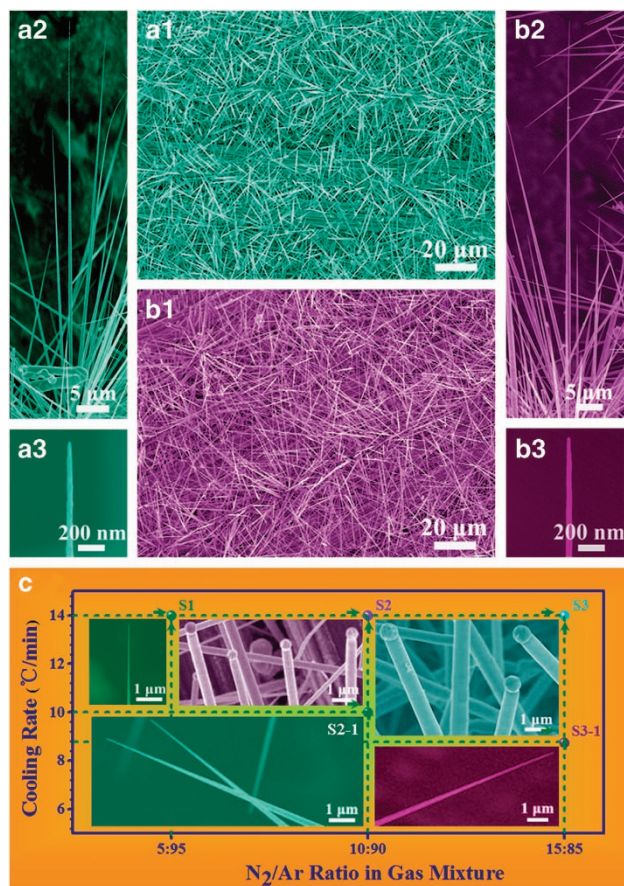 a2
a1
b2
20 μm
5 μm
b1
5 μm
a3
200 nm
20 μm
b3
200 nm
c
S1
S2
S3
14
12
10
8
6
1 μm
1 μm
1 μm
S2-1
S3-1
1 μm
1 μm
Cooling Rate (℃/min)
5:95
10:90
15:85
N₂/Ar Ratio in Gas Mixture